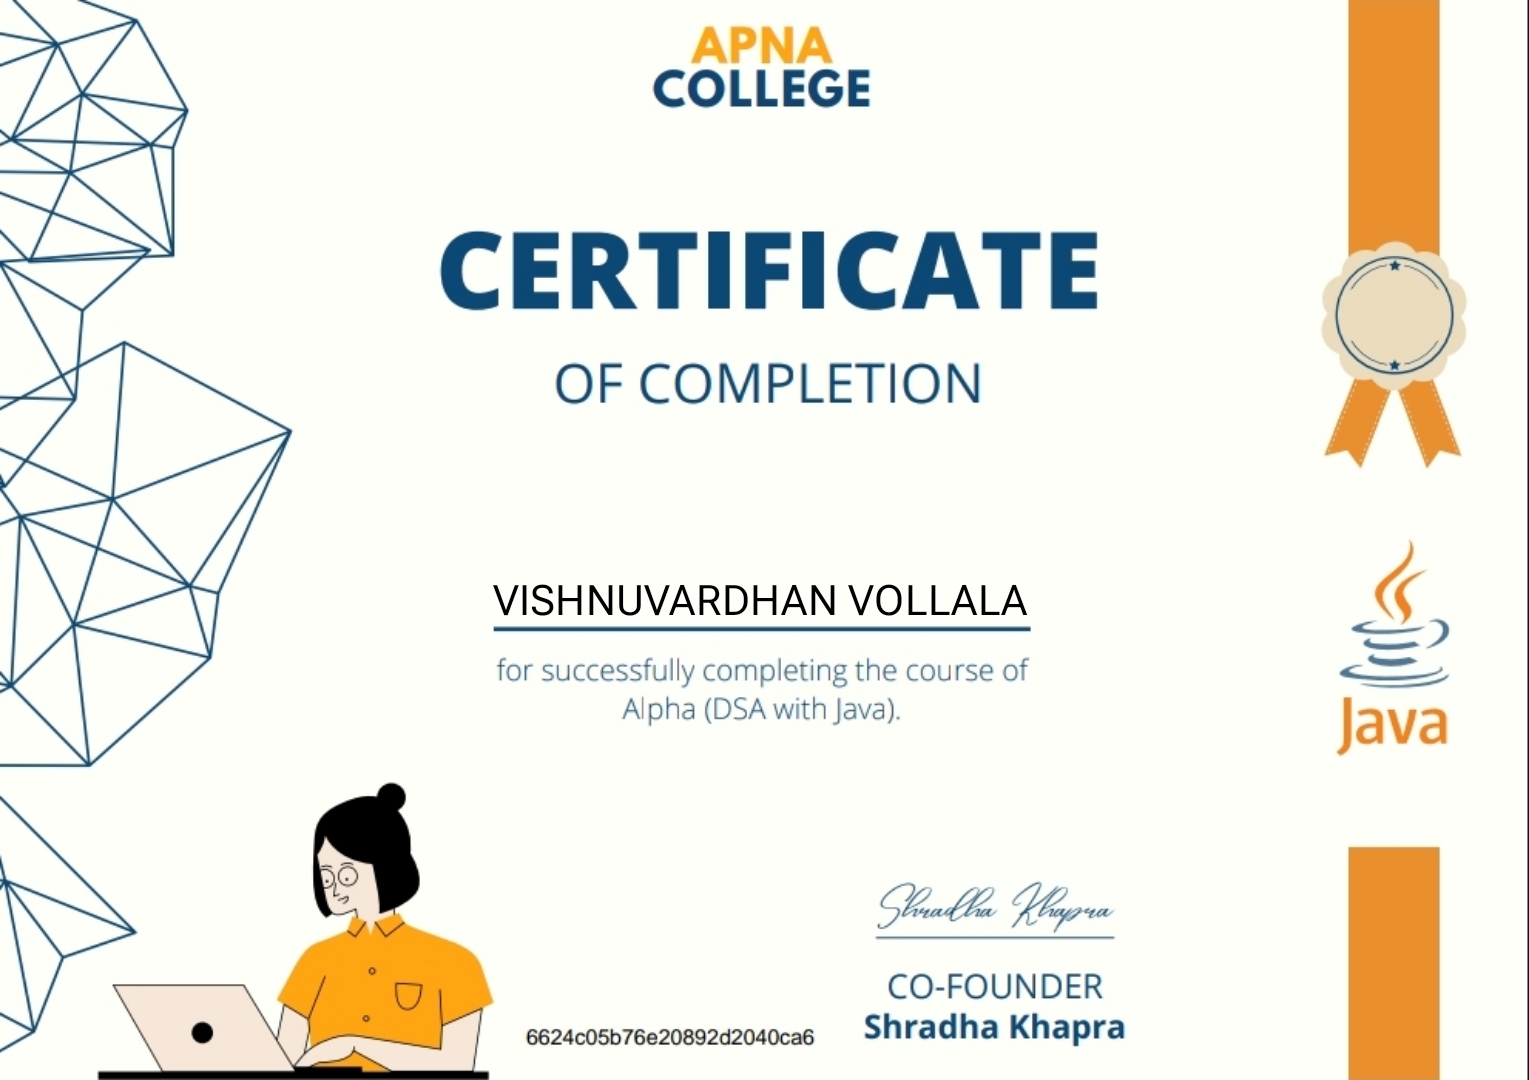 APNA
COLLEGE
CERTIFICATE
OF COMPLETION
VISHNUVARDHAN VOLLALA
for successfully completing the course of
Alpha (DSA with Java).
Java
Shradha Khapra
CO-FOUNDER
Shradha Khapra
6624c05b76e20892d2040ca6